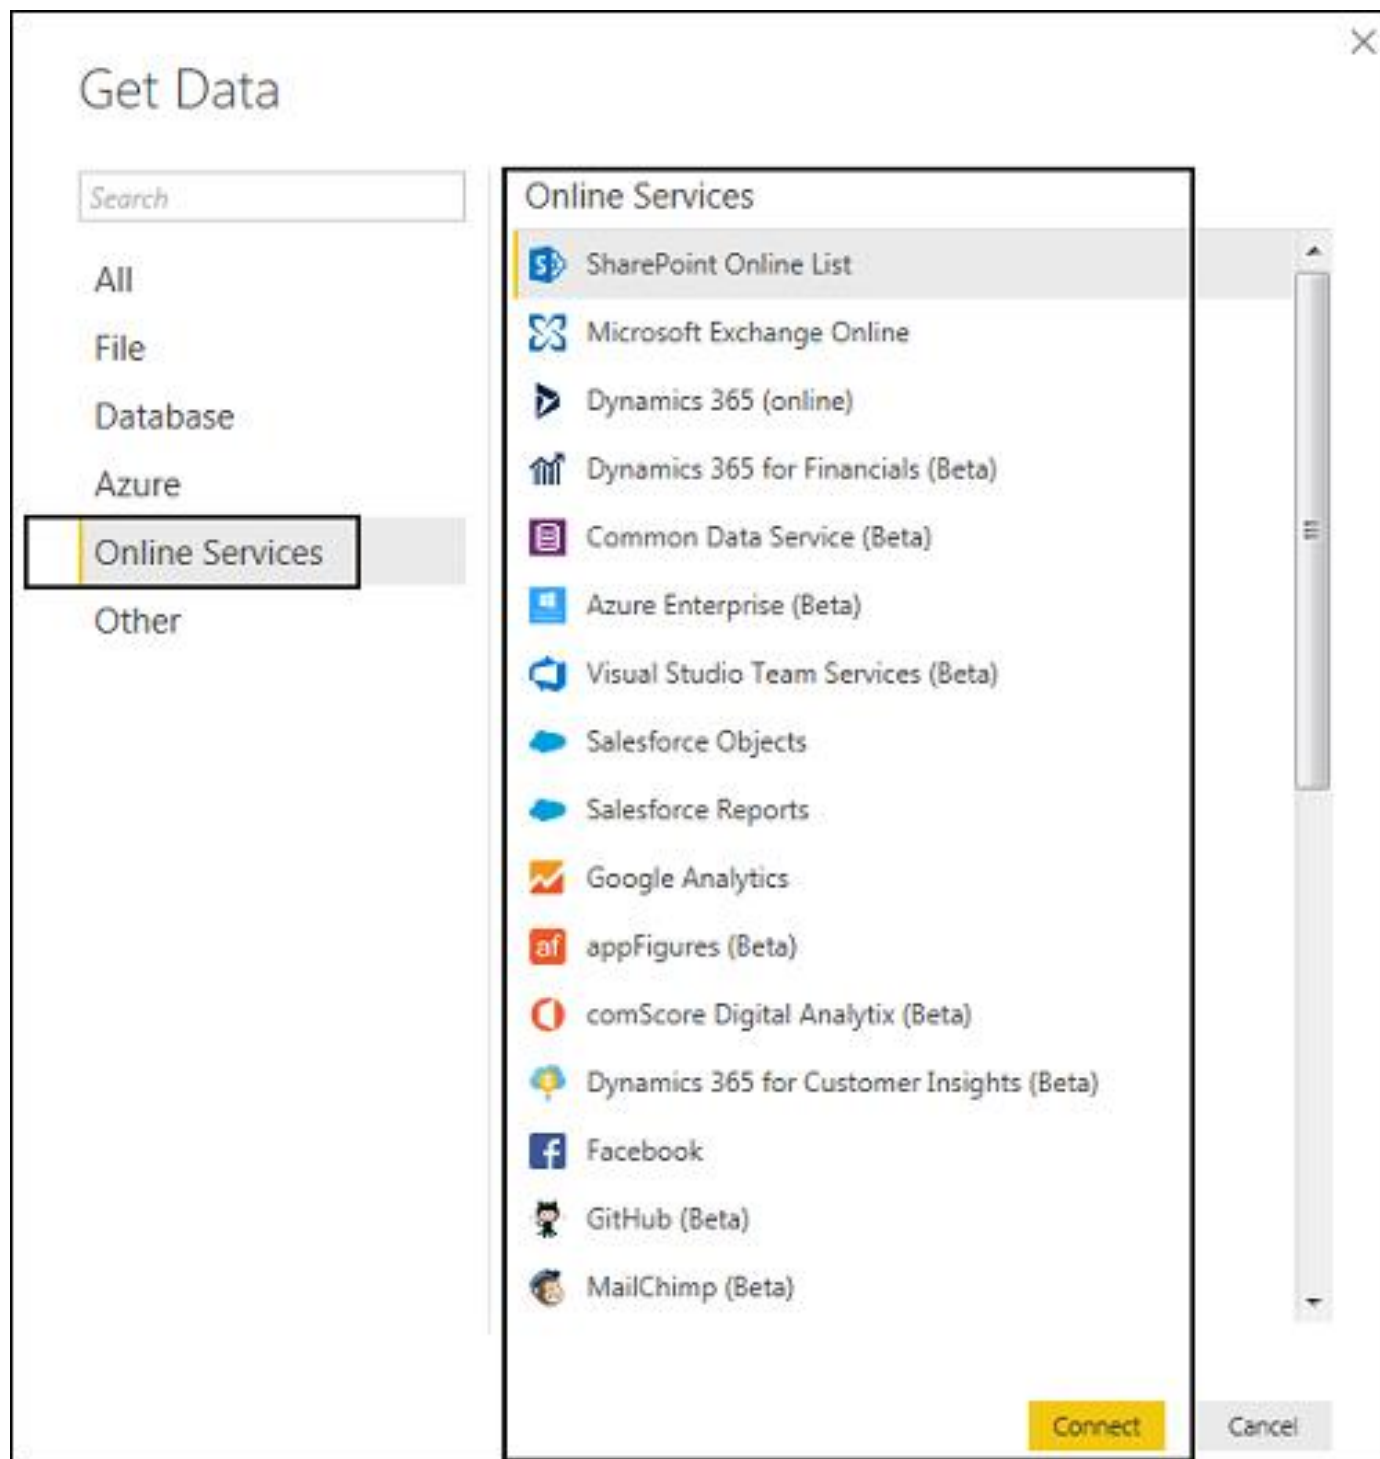 Get Data
Search
All
File
Database
Azure
Online Services
Other
Online Services
SharePoint Online List
Microsoft Exchange Online
Dynamics 365 (online)
Dynamics 365 for Financials (Beta)
Common Data Service (Beta)
Azure Enterprise (Beta)
Visual Studio Team Services (Beta)
Salesforce Objects
Salesforce Reports
Google Analytics
af appFigures (Beta)
comScore Digital Analytix (Beta)
Dynamics 365 for Customer Insights (Beta)
Facebook
GitHub (Beta)
MailChimp (Beta)
Connect Cancel